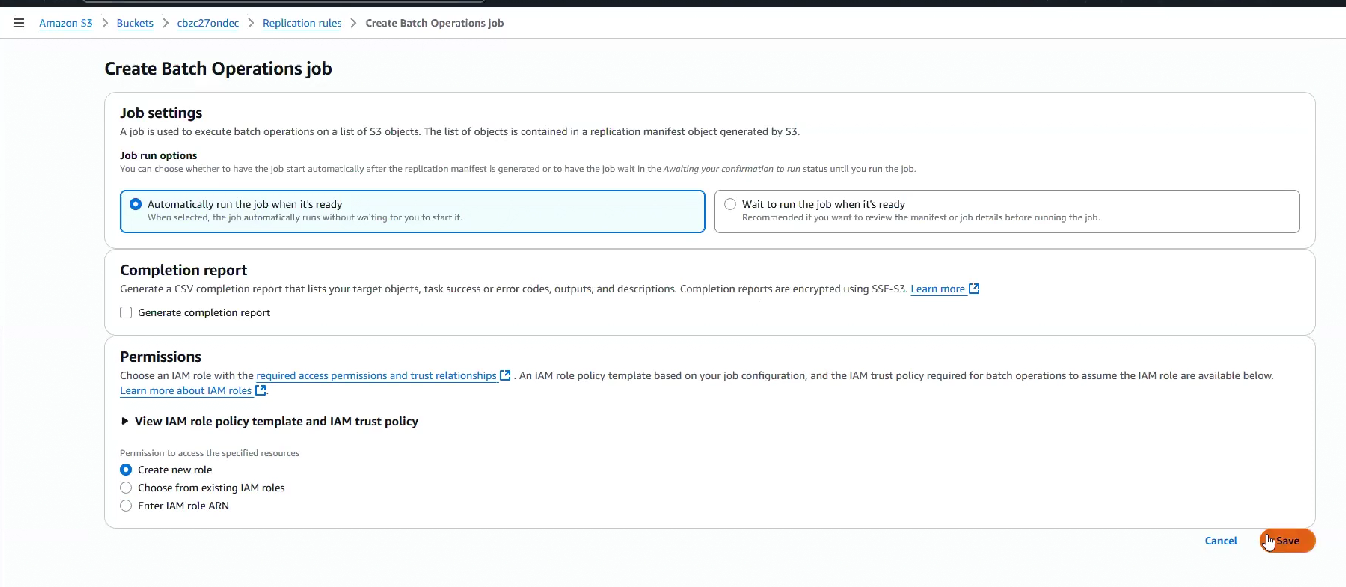 Amazon S3 > Buckets > cbzc27ondec > Replication rules > Create Batch Operations job
Create Batch Operations job
Job settings
A job is used to execute batch operations on a list of S3 objects. The list of objects is contained in a replication manifest object generated by S3.
Job run options
You can choose whether to have the job start automatically after the replication manifest is generated or to have the job wait in the Awaiting your confirmation to run status until you run the job.
Automatically run the job when it's ready
When selected, the job automatically runs without waiting for you to start it.
Wait to run the job when it's ready
Recommended if you want to review the manifest or job details before running the job.
Completion report
Generate a CSV completion report that lists your target objects, task success or error codes, outputs, and descriptions. Completion reports are encrypted using SSE-S3. Learn more
Generate completion report
Permissions
Choose an IAM role with the required access permissions and trust relationships . An IAM role policy template based on your job configuration, and the IAM trust policy required for batch operations to assume the IAM role are available below.
Learn more about IAM roles .
View IAM role policy template and IAM trust policy
Permission to access the specified resources
Create new role
Choose from existing IAM roles
Enter IAM role ARN
Cancel Save